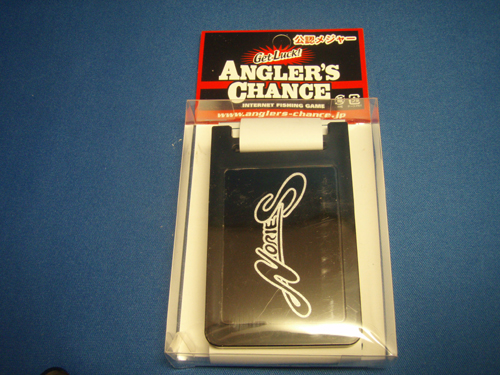 公認メジャー
Get Luck!
ANGLER'S
CHANCE
INTERNET FISHING GAME
www.anglers-chance.jp
NORIES